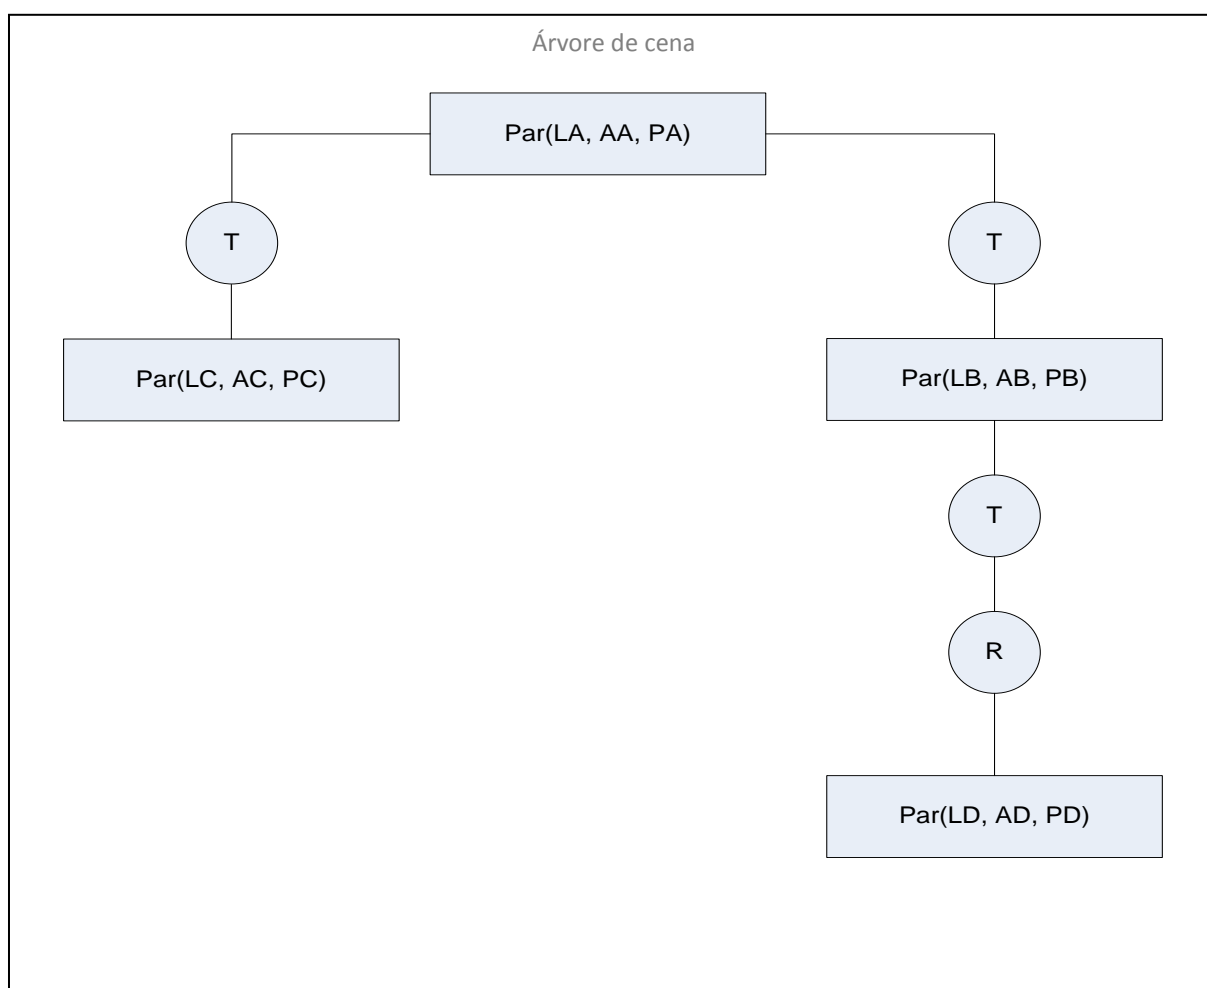 Árvore de cena
Par(LA, AA, PA)
T
T
Par(LC, AC, PC)
Par(LB, AB, PB)
T
R
Par(LD, AD, PD)